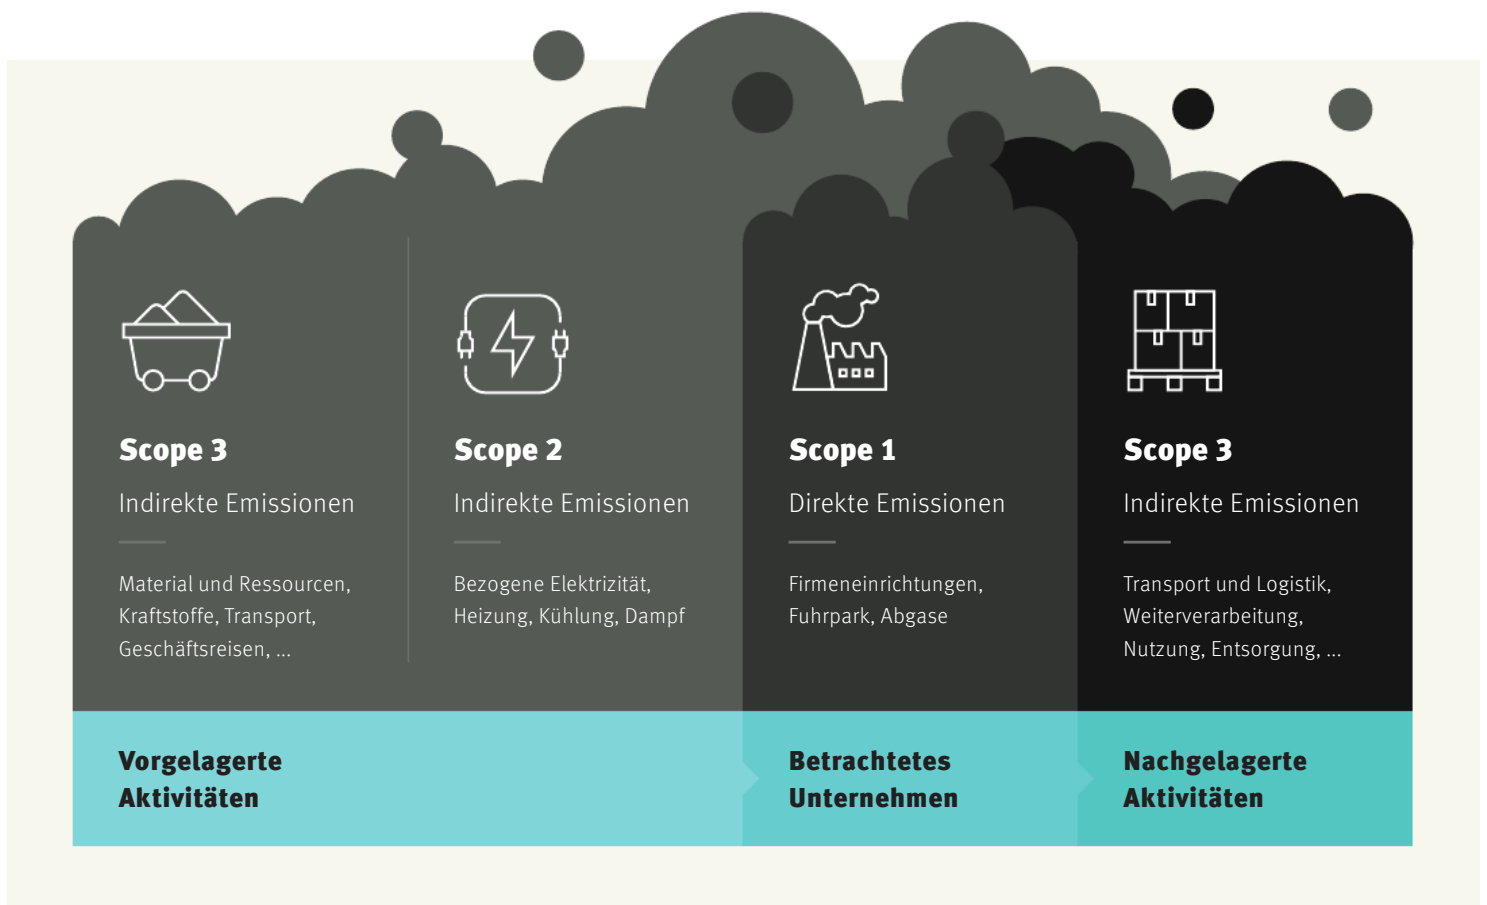 Scope 3
Indirekte Emissionen
Material und Ressourcen,
Kraftstoffe, Transport,
Geschäftsreisen, ...
Scope 2
Indirekte Emissionen
Bezogene Elektrizität,
Heizung, Kühlung, Dampf
Scope 1
Direkte Emissionen
Firmeneinrichtungen,
Fuhrpark, Abgase
Scope 3
Indirekte Emissionen
Transport und Logistik,
Weiterverarbeitung,
Nutzung, Entsorgung, ...
Vorgelagerte
Aktivitäten
Betrachtetes
Unternehmen
Nachgelagerte
Aktivitäten